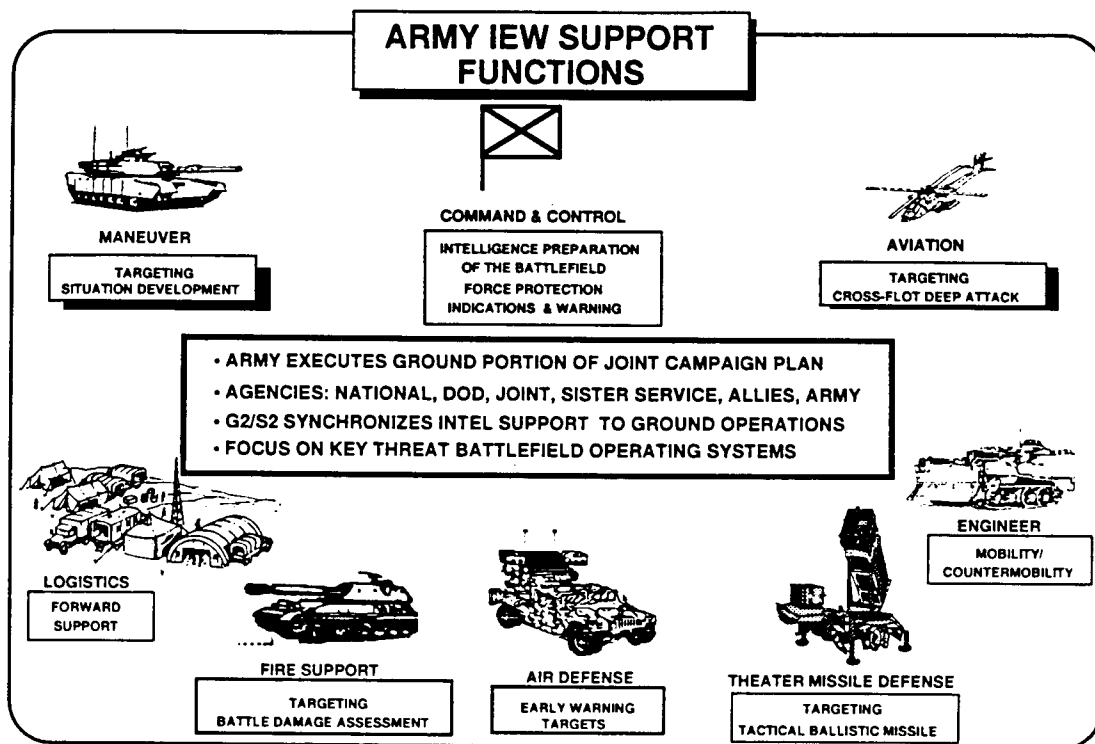 ARMY IEW SUPPORT
FUNCTIONS
MANEUVER
TARGETING
SITUATION DEVELOPMENT
COMMAND & CONTROL
INTELLIGENCE PREPARATION
OF THE BATTLEFIELD
FORCE PROTECTION
INDICATIONS & WARNING
AVIATION
TARGETING
CROSS-FLOT DEEP ATTACK
• ARMY EXECUTES GROUND PORTION OF JOINT CAMPAIGN PLAN
• AGENCIES: NATIONAL, DOD, JOINT, SISTER SERVICE, ALLIES, ARMY
• G2/S2 SYNCHRONIZES INTEL SUPPORT TO GROUND OPERATIONS
• FOCUS ON KEY THREAT BATTLEFIELD OPERATING SYSTEMS
LOGISTICS
FORWARD
SUPPORT
FIRE SUPPORT
TARGETING
BATTLE DAMAGE ASSESSMENT
AIR DEFENSE
EARLY WARNING
TARGETS
THEATER MISSILE DEFENSE
TARGETING
TACTICAL BALLISTIC MISSILE
ENGINEER
MOBILITY/
COUNTERMOBILITY